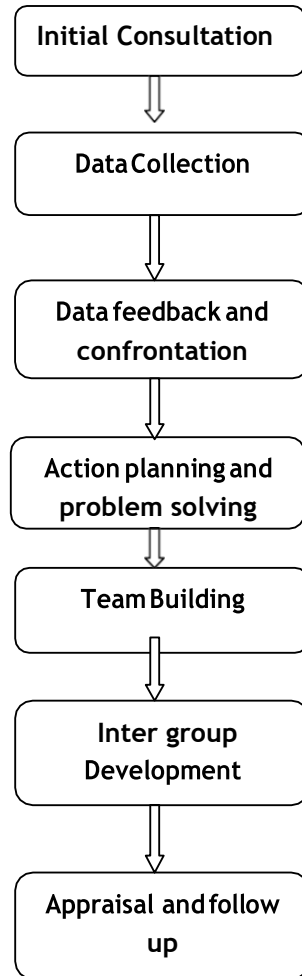 Initial Consultation
Data Collection
Data feedback and
confrontation
Action planning and
problem solving
Team Building
Inter group
Development
Appraisal and follow
up